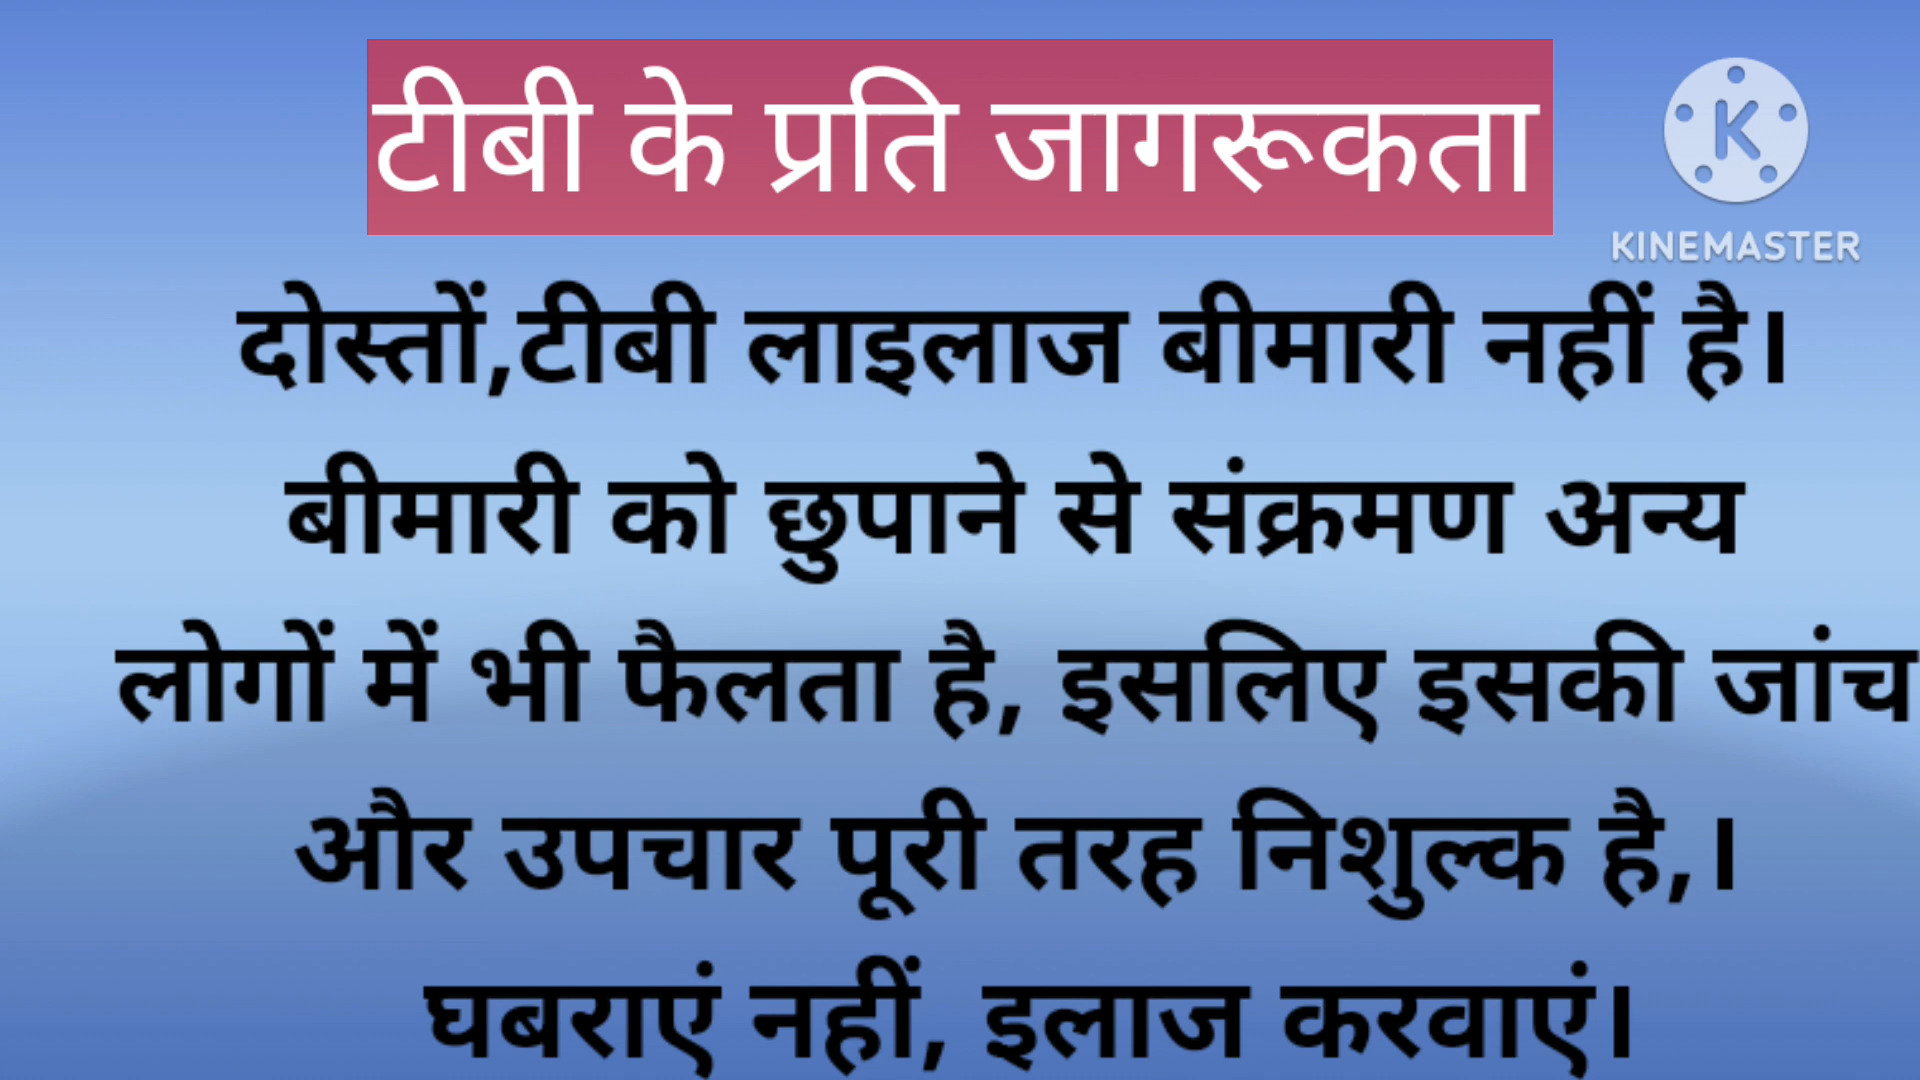 टीबी के प्रति जागरूकता
KINEMASTER
दोस्तों,टीबी लाइलाज बीमारी नहीं है।
बीमारी को छुपाने से संक्रमण अन्य
लोगों में भी फैलता है, इसलिए इसकी जांच
और उपचार पूरी तरह निशुल्क है,।
घबराएं नहीं, इलाज करवाएं।